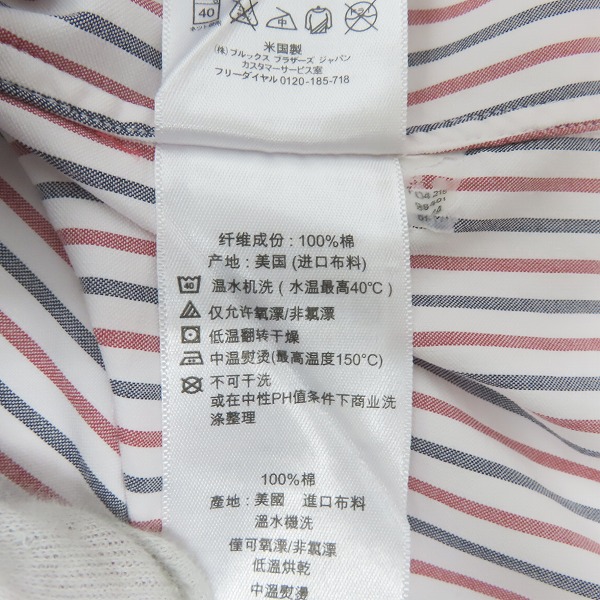 40
米国製
(株) ブルックス ブラザーズ ジャパン
カスタマーサービス室
フリーダイヤル 0120-185-718
纤维成份: 100%棉
产地: 美国 (进口布料)
40 温水机洗 (水温最高40℃)
仅允许氧漂/非氯漂
低温翻转干燥
中温熨烫(最高温度150℃)
不可干洗
或在中性PH值条件下商业洗
涤整理
100%棉
產地: 美國 進口布料
溫水機洗
僅可氧漂/非氯漂
低溫烘乾
中溫熨燙